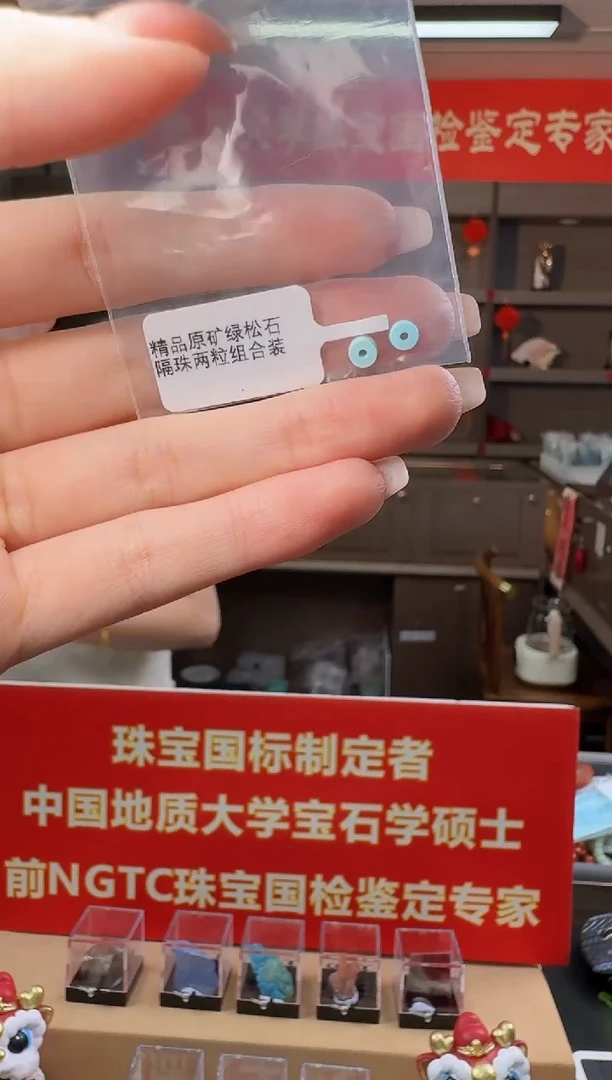 检鉴定专家
精品原矿绿松石
隔珠两粒组合装
珠宝国标制定者
中国地质大学宝石学硕士
前NGTC珠宝国检鉴定专家